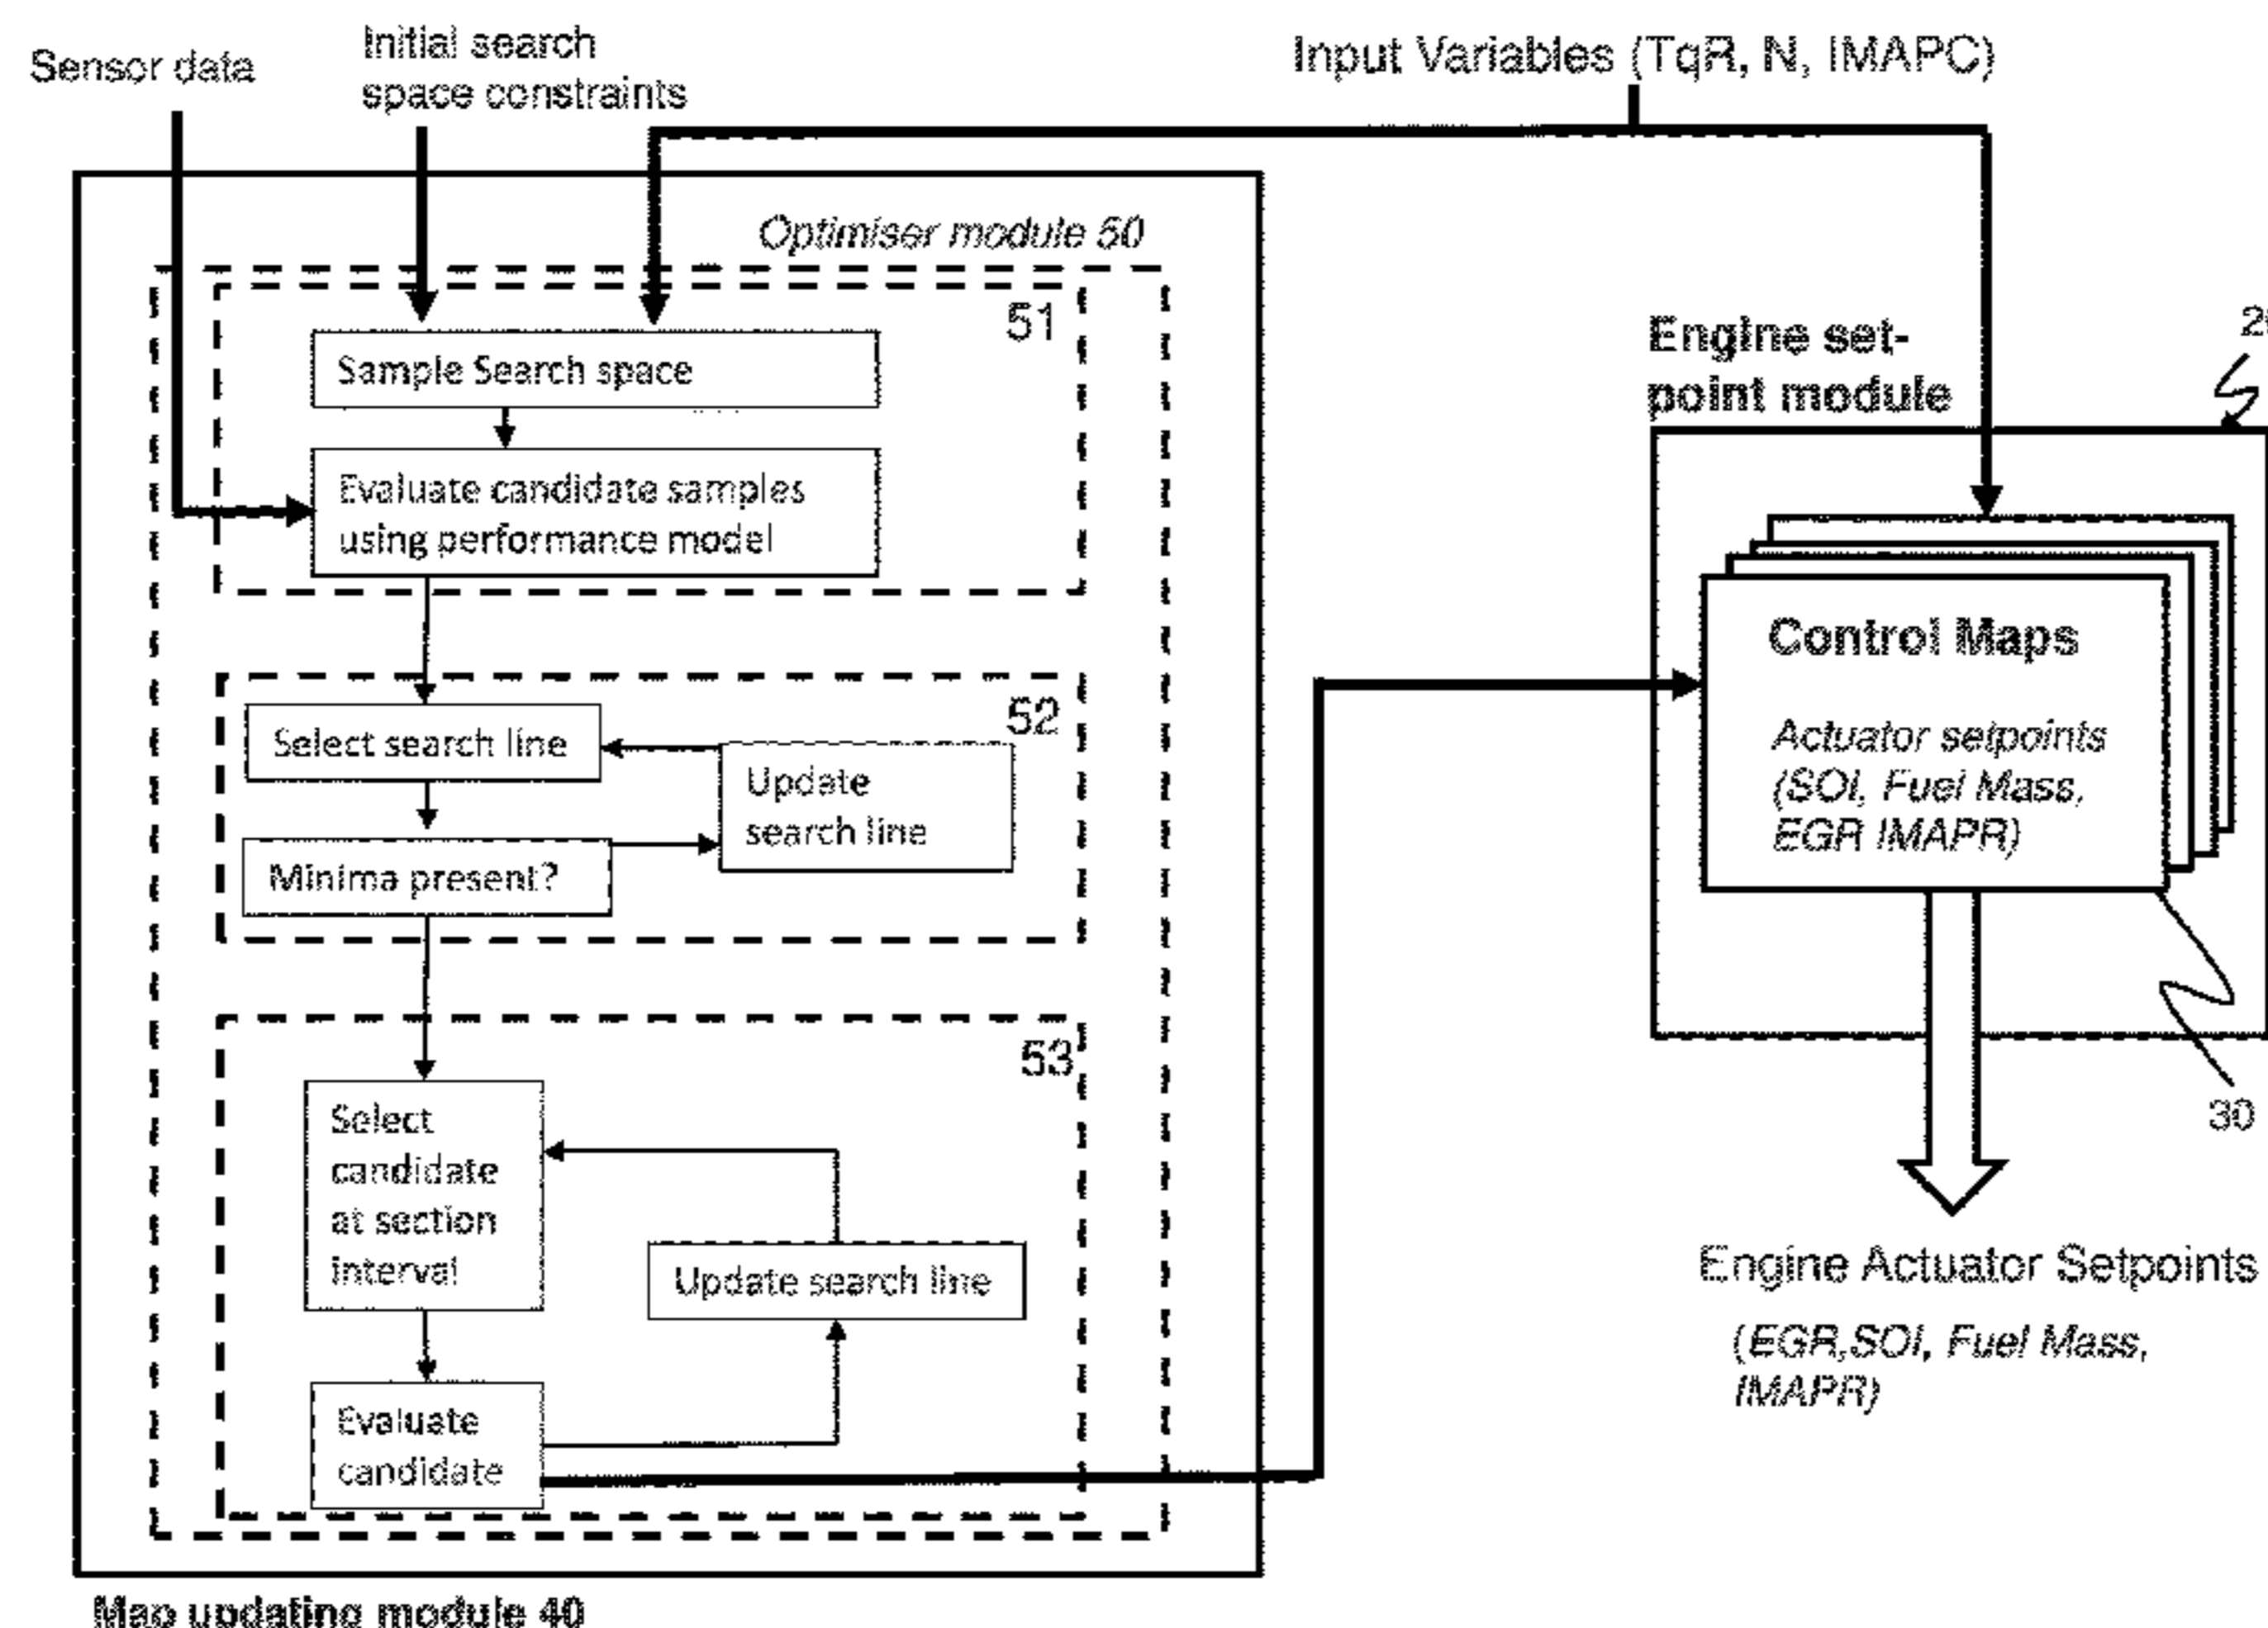 Sensor data
Initial search
space constraints
Input Variables (TqR, N, IMAPC)
Optimiser module 50
51
Sample Search space
Evaluate candidate samples
using performance model
52
Select search line
Update
search line
Minima present?
53
Select
candidate
at section
interval
Update search line
Evaluate
candidate
Map updating module 40
Engine set-
point module
Control Maps
Actuator setpoints
(SOI, Fuel Mass,
EGR IMAPR)
30
Engine Actuator Setpoints
(EGR,SOI, Fuel Mass,
IMAPR)